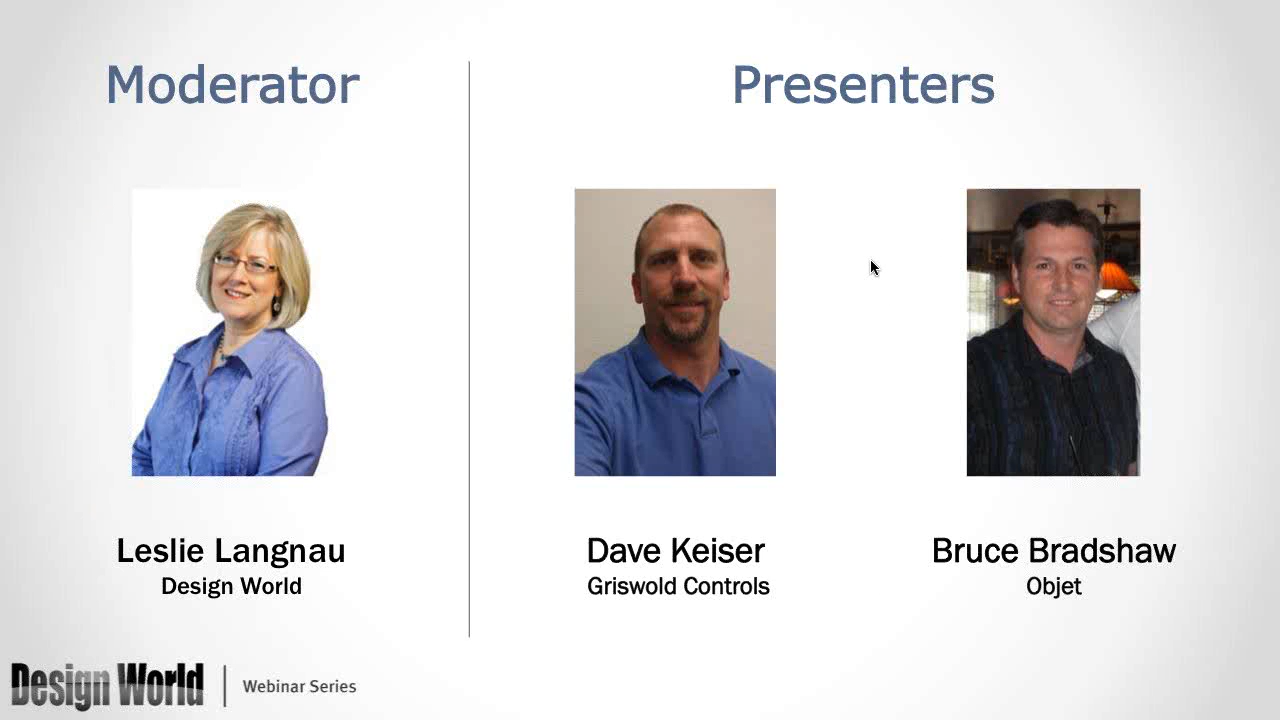 Moderator
Presenters
Leslie Langnau
Design World
Dave Keiser
Griswold Controls
Bruce Bradshaw
Objet
Design World
Webinar Series